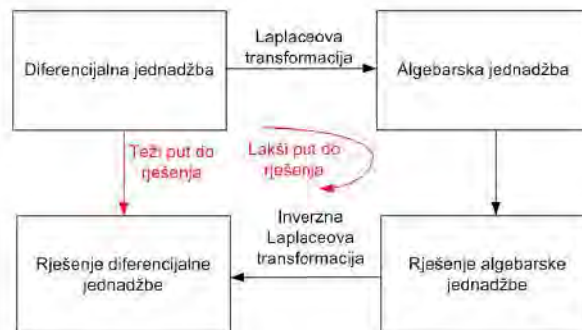 Laplaceova
transformacija
Diferencijalna jednadžba
Algebarska jednadžba
Teži put do
rješenja
Lakši put do
rješenja
Inverzna
Laplaceova
transformacija
Rješenje diferencijalne
jednadžbe
Rješenje algebarske
jednadžbe